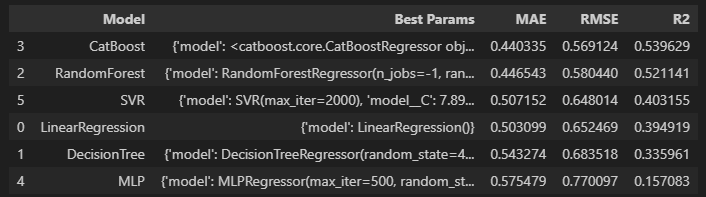 Model Best Params MAE RMSE R2
3 CatBoost {'model': <catboost.core.CatBoostRegressor obj... 0.440335 0.569124 0.539629
2 RandomForest {'model': RandomForestRegressor(n_jobs=-1, ran... 0.446543 0.580440 0.521141
5 SVR {'model': SVR(max_iter=2000), 'model__C': 7.89... 0.507152 0.648014 0.403155
0 LinearRegression {'model': LinearRegression()} 0.503099 0.652469 0.394919
1 DecisionTree {'model': DecisionTreeRegressor(random_state=4... 0.543274 0.683518 0.335961
4 MLP {'model': MLPRegressor(max_iter=500, random_st... 0.575479 0.770097 0.157083